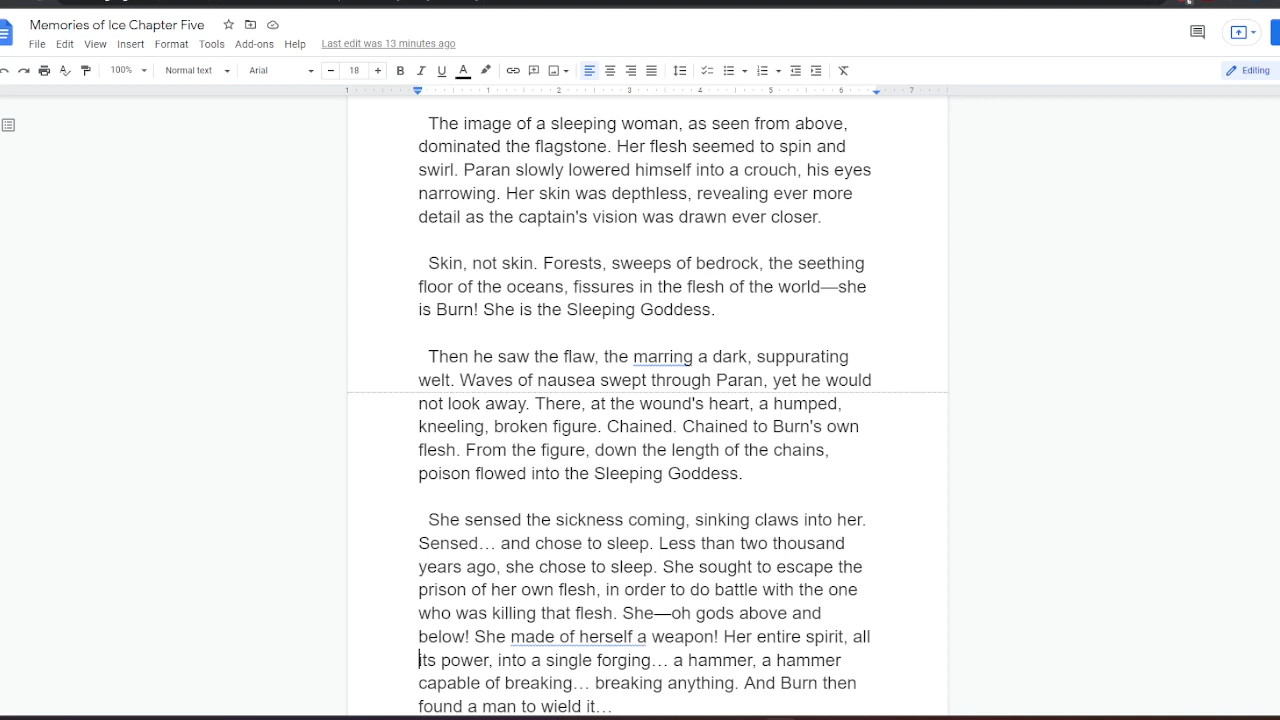 Memories of Ice Chapter Five
File Edit View Insert Format Tools Add-ons Help Last edit was 13 minutes ago
100% Normal text Arial 18 B I U A Editing
1 1 2 3 4 5 6 7
The image of a sleeping woman, as seen from above,
dominated the flagstone. Her flesh seemed to spin and
swirl. Paran slowly lowered himself into a crouch, his eyes
narrowing. Her skin was depthless, revealing ever more
detail as the captain's vision was drawn ever closer.
Skin, not skin. Forests, sweeps of bedrock, the seething
floor of the oceans, fissures in the flesh of the world—she
is Burn! She is the Sleeping Goddess.
Then he saw the flaw, the marring a dark, suppurating
welt. Waves of nausea swept through Paran, yet he would
not look away. There, at the wound's heart, a humped,
kneeling, broken figure. Chained. Chained to Burn's own
flesh. From the figure, down the length of the chains,
poison flowed into the Sleeping Goddess.
She sensed the sickness coming, sinking claws into her.
Sensed… and chose to sleep. Less than two thousand
years ago, she chose to sleep. She sought to escape the
prison of her own flesh, in order to do battle with the one
who was killing that flesh. She—oh gods above and
below! She made of herself a weapon! Her entire spirit, all
its power, into a single forging… a hammer, a hammer
capable of breaking… breaking anything. And Burn then
found a man to wield it…